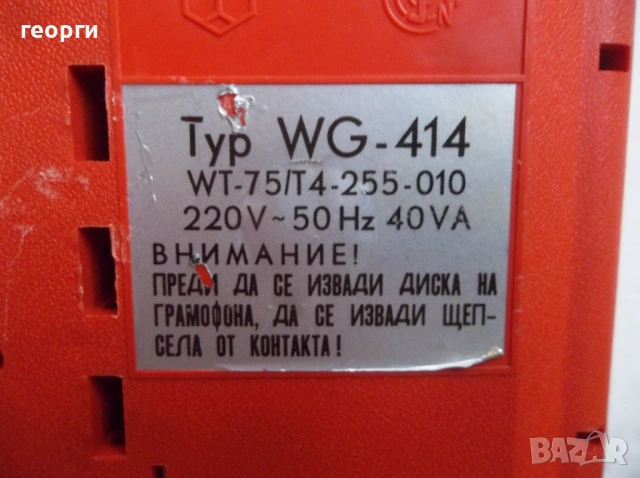 георги
Typ WG-414
WT-75/T4-255-010
220V~50Hz 40VA
ВНИМАНИЕ!
ПРЕДИ ДА СЕ ИЗВАДИ ДИСКА НА
ГРАМОФОНА, ДА СЕ ИЗВАДИ ЩЕП-
СЕЛА ОТ КОНТАКТА!
BAZAR